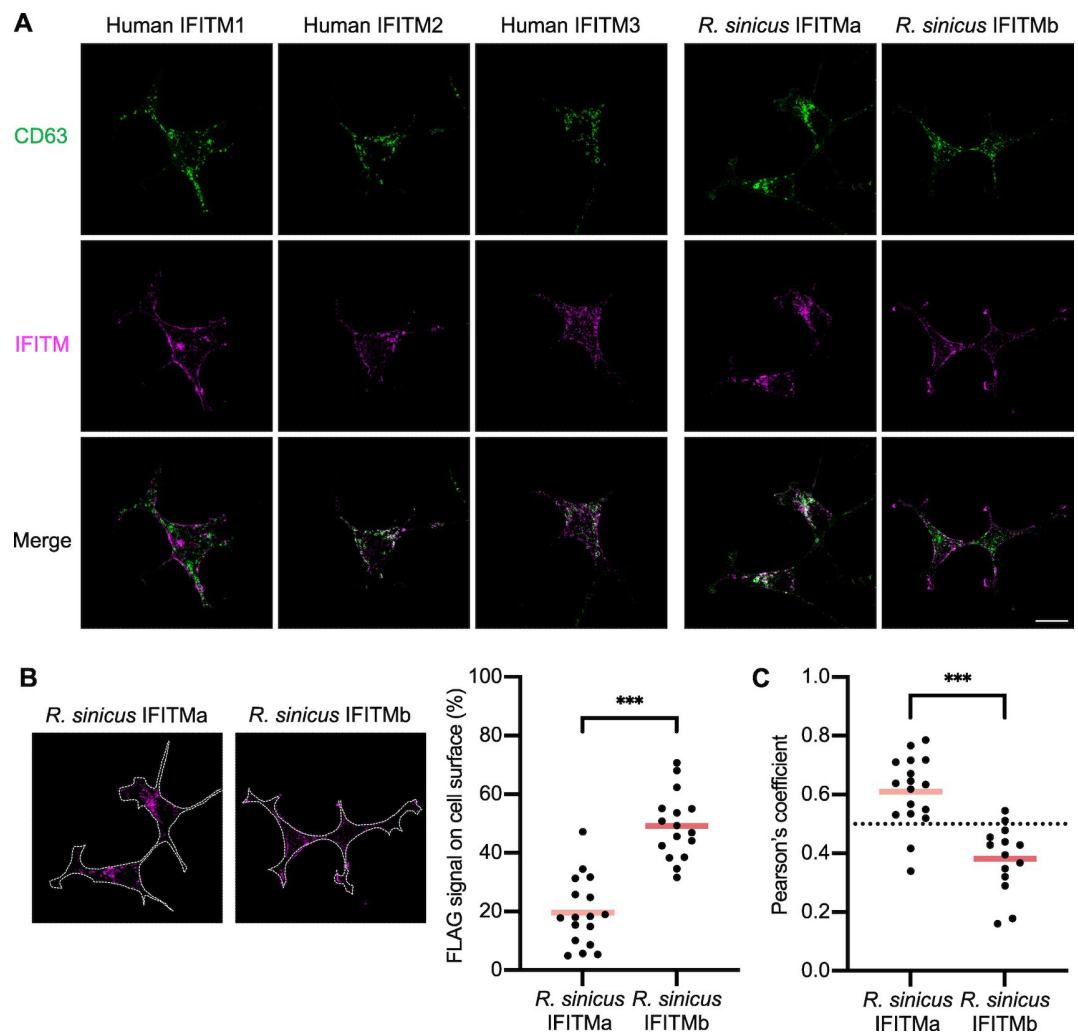 A
Human IFITM1
Human IFITM2
Human IFITM3
R. sinicus IFITMa
R. sinicus IFITMb
CD63
IFITM
Merge
B
R. sinicus IFITMa
R. sinicus IFITMb
FLAG signal on cell surface (%)
100
80
60
40
20
0
***
R. sinicus
IFITMa
R. sinicus
IFITMb
C
Pearson's coefficient
1.0
0.8
0.6
0.4
0.2
0.0
***
R. sinicus
IFITMa
R. sinicus
IFITMb